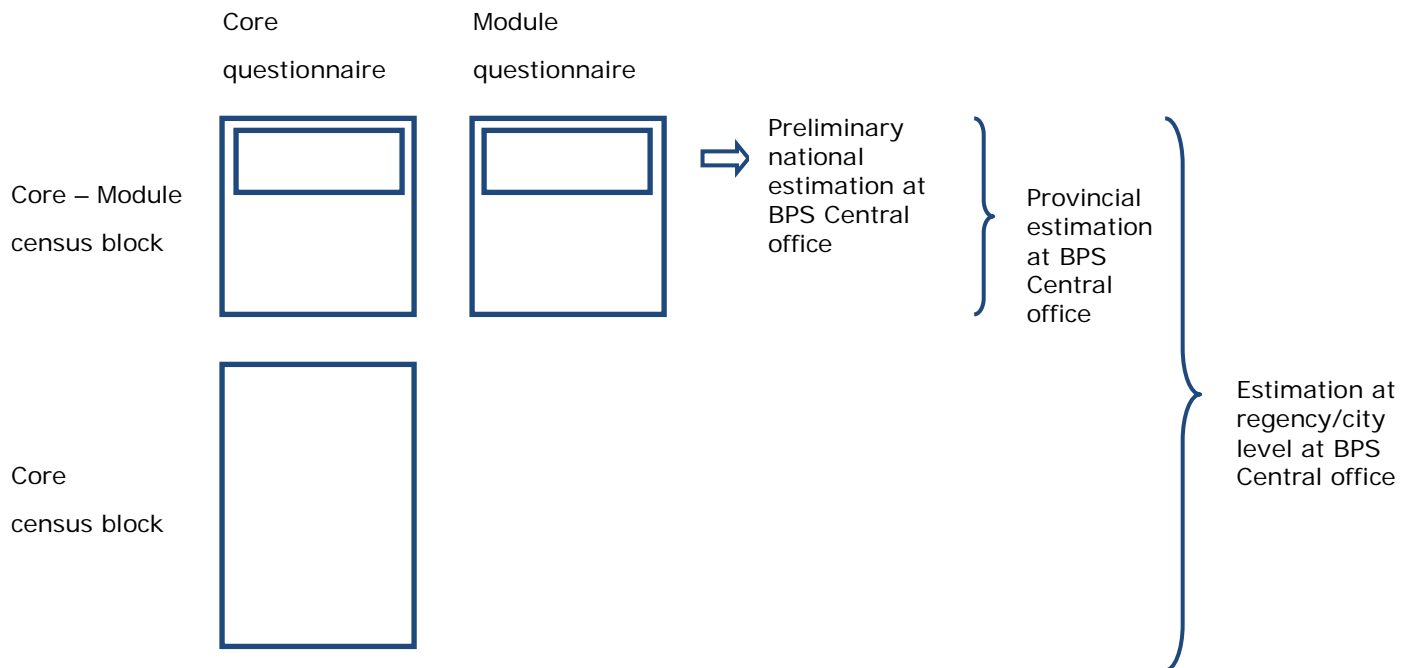 Core
questionnaire
Module
questionnaire
Core – Module
census block
Preliminary
national
estimation at
BPS Central
office
Provincial
estimation
at BPS
Central
office
Estimation at
regency/city
level at BPS
Central office
Core
census block